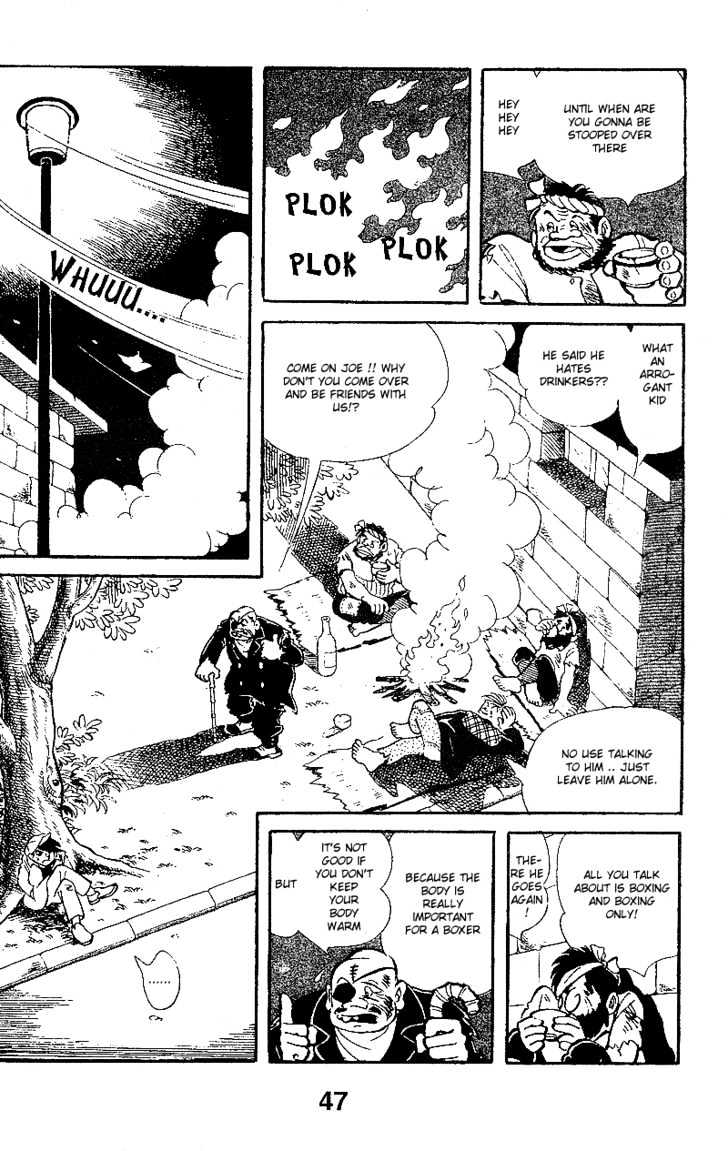 UNTIL WHEN ARE
YOU GONNA BE
STOOPED OVER
THERE
HEY
HEY
HEY
PLOK
PLOK
PLOK
WHUUU....
WHAT
AN
ARRO-
GANT
KID
HE SAID HE
HATES
DRINKERS??
COME ON JOE !! WHY
DON'T YOU COME OVER
AND BE FRIENDS WITH
US!?
NO USE TALKING
TO HIM .. JUST
LEAVE HIM ALONE.
......
ALL YOU TALK
ABOUT IS BOXING
AND BOXING
ONLY!
THE-
RE HE
GOES
AGAIN
!
BECAUSE THE
BODY IS
REALLY
IMPORTANT
FOR A BOXER
IT'S NOT
GOOD IF
YOU DON'T
KEEP
YOUR
BODY
WARM
BUT
47